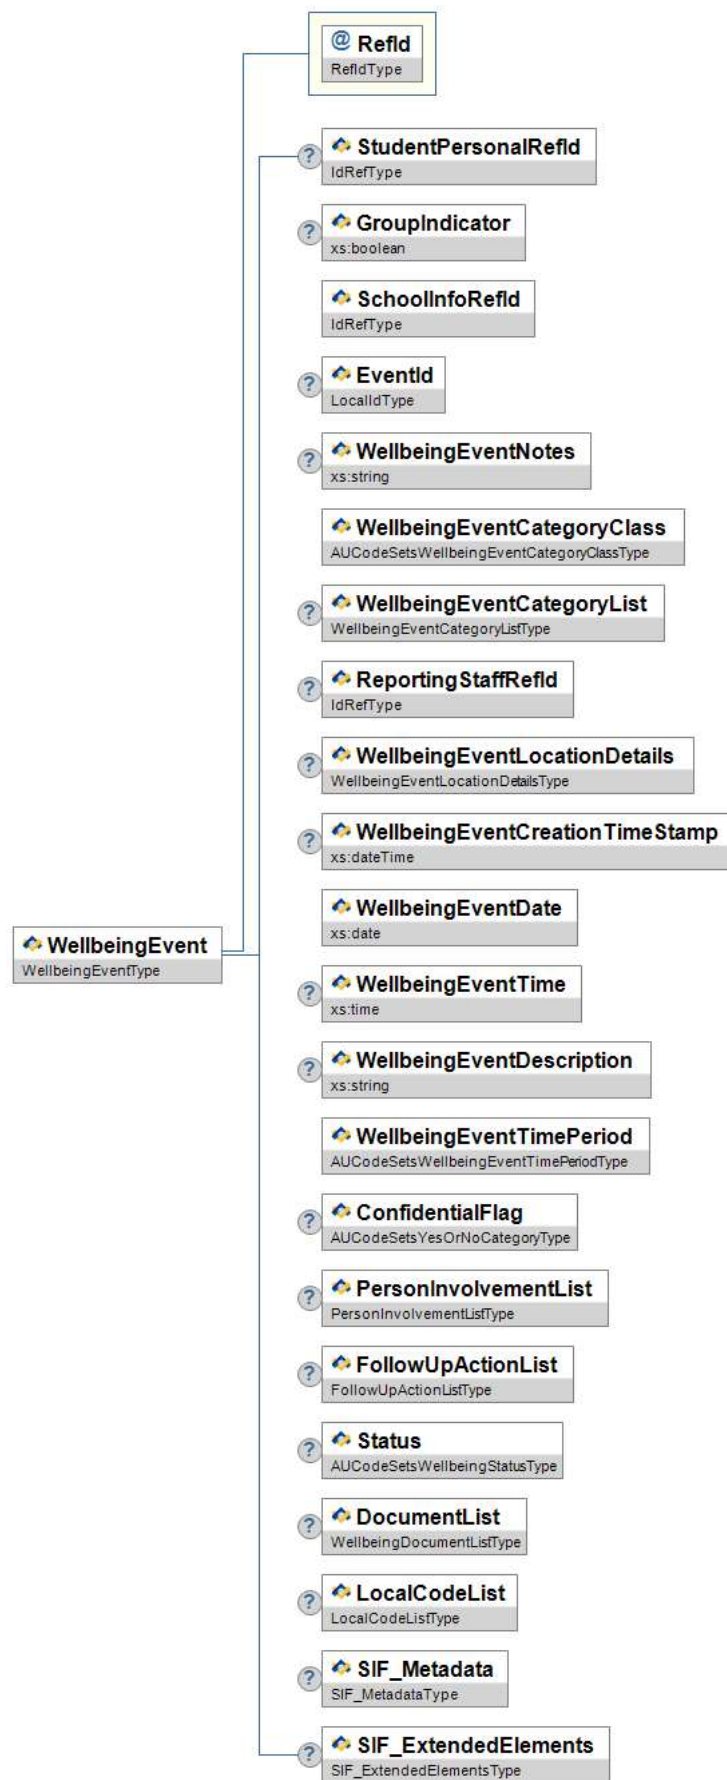 @ RefId
RefIdType
? StudentPersonalRefId
IdRefType
? GroupIndicator
xs:boolean
SchoolInfoRefId
IdRefType
? EventId
LocalIdType
? WellbeingEventNotes
xs:string
WellbeingEventCategoryClass
AUCodeSetsWellbeingEventCategoryClassType
? WellbeingEventCategoryList
WellbeingEventCategoryListType
? ReportingStaffRefId
IdRefType
? WellbeingEventLocationDetails
WellbeingEventLocationDetailsType
? WellbeingEventCreationTimeStamp
xs:dateTime
WellbeingEventDate
xs:date
WellbeingEvent
WellbeingEventType
? WellbeingEventTime
xs:time
? WellbeingEventDescription
xs:string
WellbeingEventTimePeriod
AUCodeSetsWellbeingEventTimePeriodType
? ConfidentialFlag
AUCodeSetsYesOrNoCategoryType
? PersonInvolvementList
PersonInvolvementListType
? FollowUpActionList
FollowUpActionListType
? Status
AUCodeSetsWellbeingStatusType
? DocumentList
WellbeingDocumentListType
? LocalCodeList
LocalCodeListType
? SIF_Metadata
SIF_MetadataType
? SIF_ExtendedElements
SIF_ExtendedElementsType